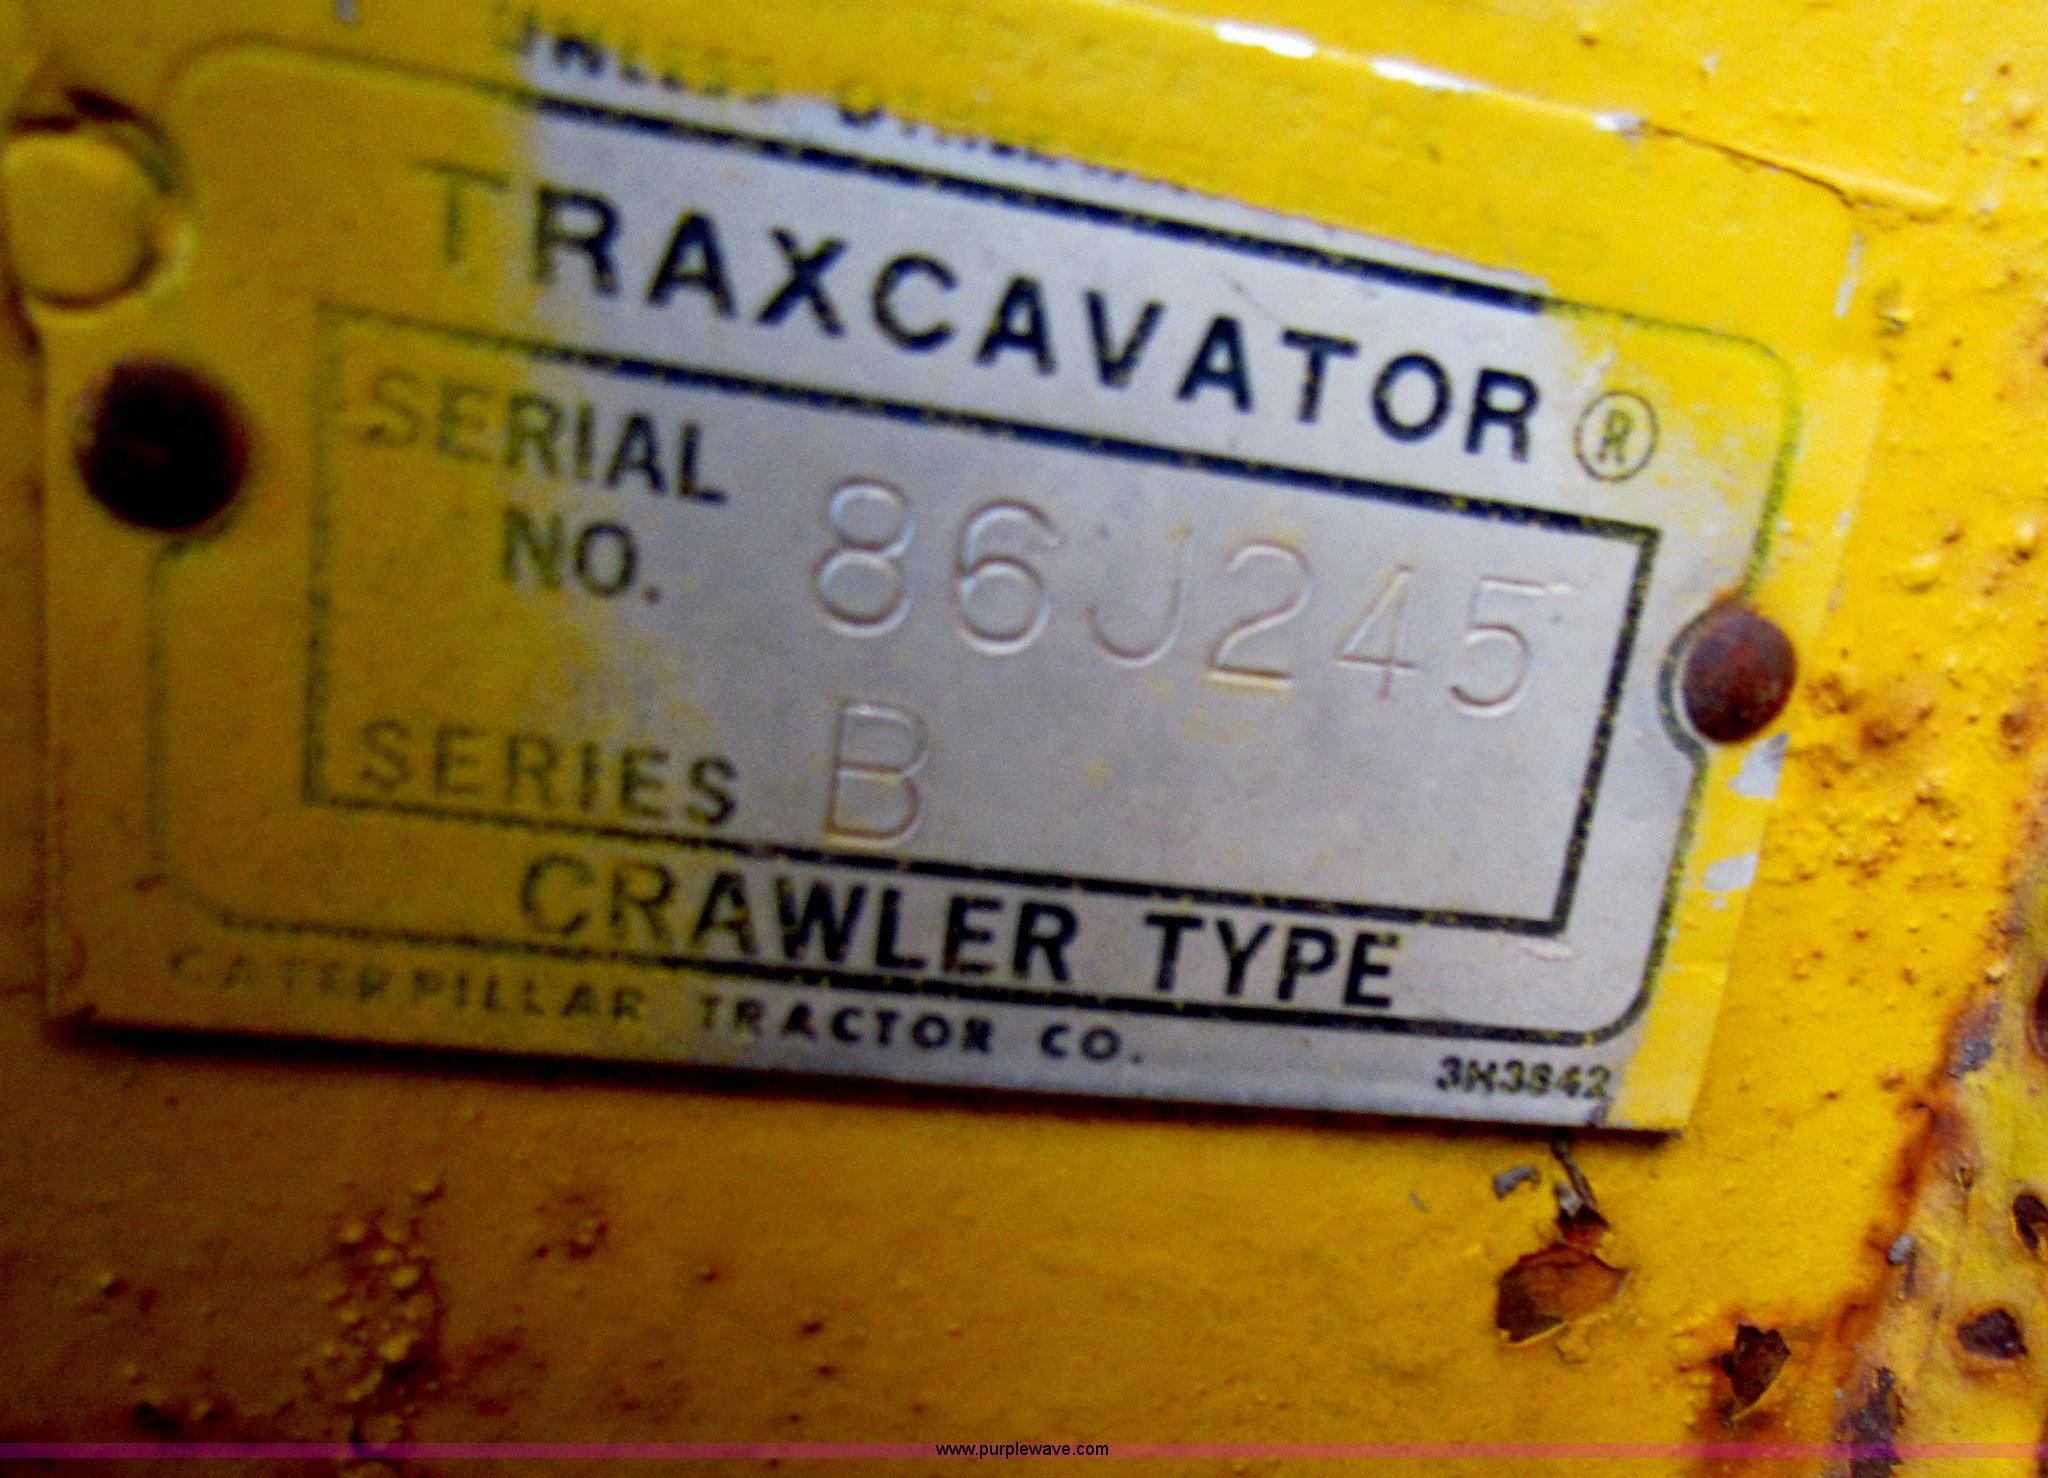 TRAXCAVATOR ®
SERIAL
NO. 86J245
SERIES B
CRAWLER TYPE
CATERPILLAR TRACTOR CO.
3H3842
www.purplewave.com